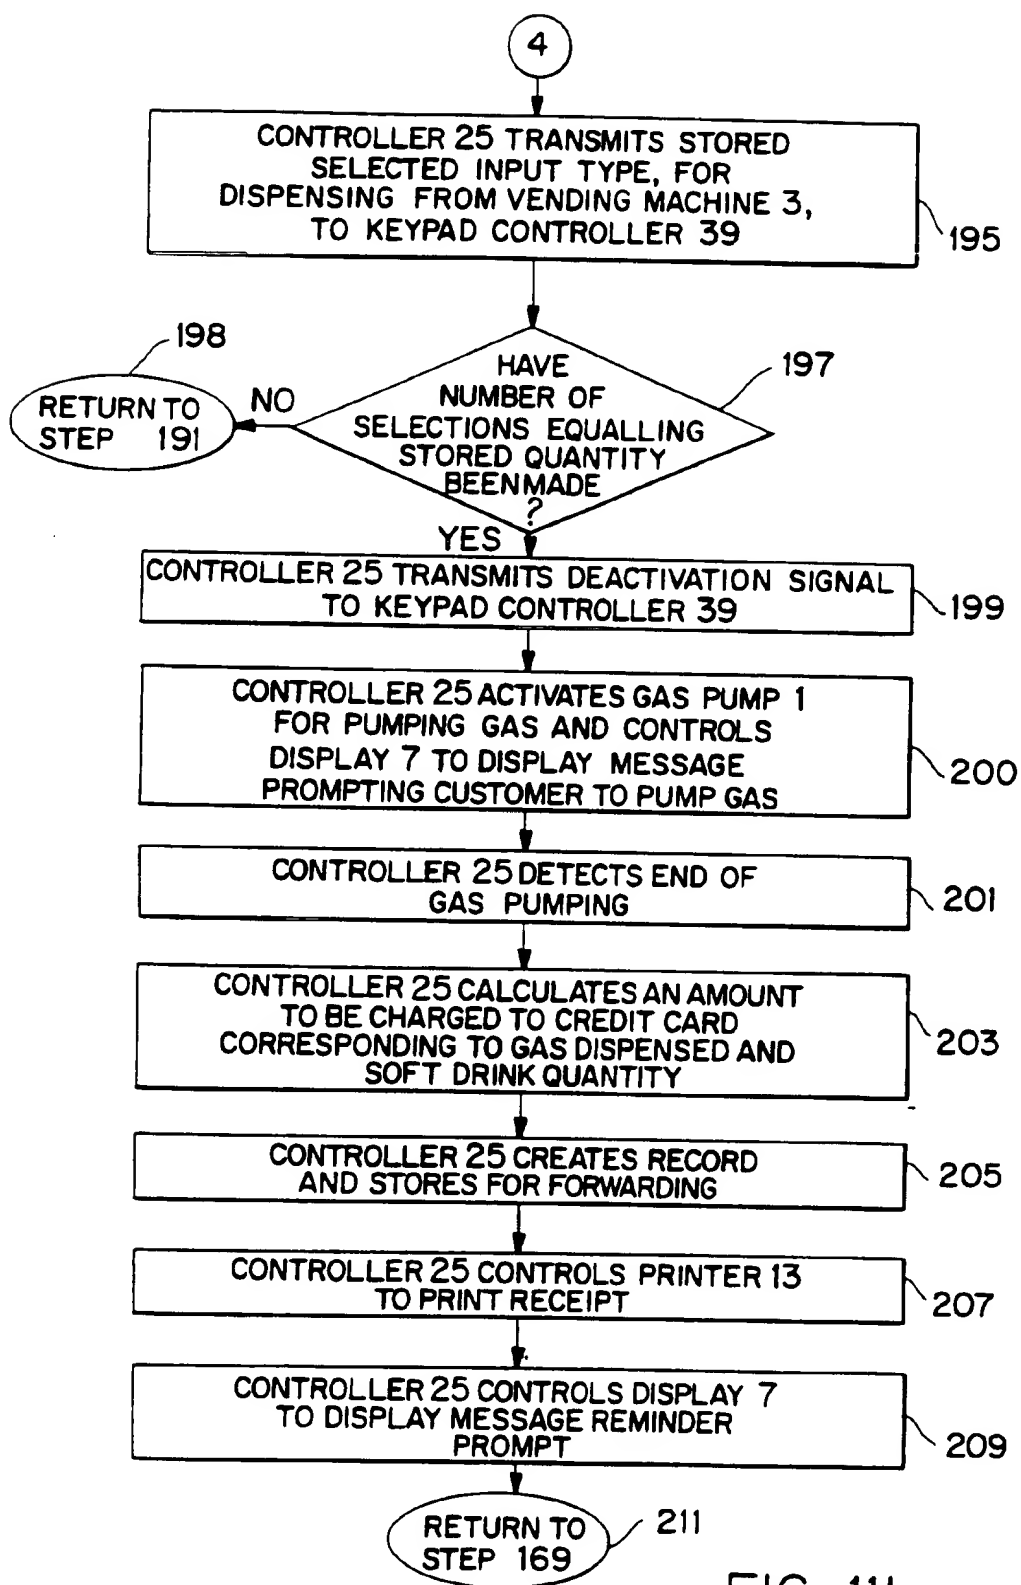 4
CONTROLLER 25 TRANSMITS STORED
SELECTED INPUT TYPE, FOR
DISPENSING FROM VENDING MACHINE 3,
TO KEYPAD CONTROLLER 39
195
198
197
HAVE
NUMBER OF
SELECTIONS EQUALLING
STORED QUANTITY
BEENMADE
?
NO
RETURN TO
STEP 191
YES
CONTROLLER 25 TRANSMITS DEACTIVATION SIGNAL
TO KEYPAD CONTROLLER 39
199
CONTROLLER 25 ACTIVATES GAS PUMP 1
FOR PUMPING GAS AND CONTROLS
DISPLAY 7 TO DISPLAY MESSAGE
PROMPTING CUSTOMER TO PUMP GAS
200
CONTROLLER 25 DETECTS END OF
GAS PUMPING
201
CONTROLLER 25 CALCULATES AN AMOUNT
TO BE CHARGED TO CREDIT CARD
CORRESPONDING TO GAS DISPENSED AND
SOFT DRINK QUANTITY
203
CONTROLLER 25 CREATES RECORD
AND STORES FOR FORWARDING
205
CONTROLLER 25 CONTROLS PRINTER 13
TO PRINT RECEIPT
207
CONTROLLER 25 CONTROLS DISPLAY 7
TO DISPLAY MESSAGE REMINDER
PROMPT
209
RETURN TO
STEP 169
211
FIG.